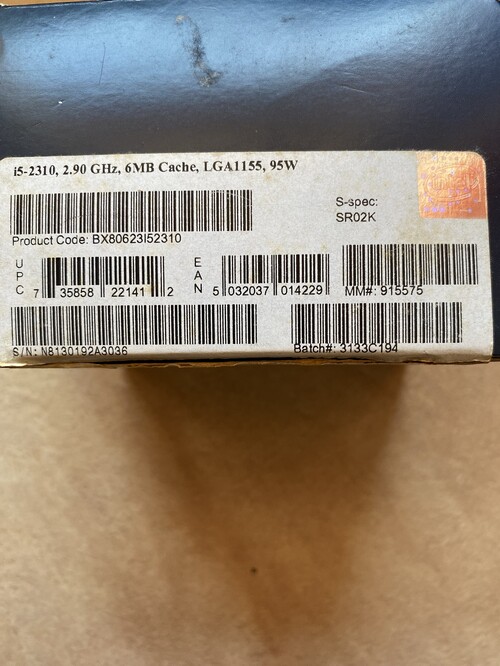 i5-2310, 2.90 GHz, 6MB Cache, LGA1155, 95W
S-spec:
SR02K
Product Code: BX80623I52310
UPC 7 35858 22141 2
EAN 5 032037 014229
MM#: 915575
S/N: N8130192A3036
Batch#: 3133C194
intel